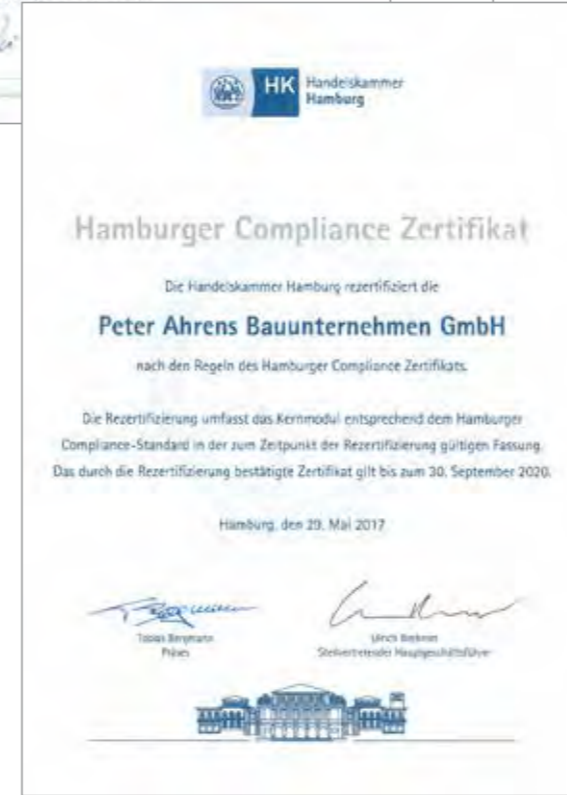 HK Handelskammer
Hamburg
Hamburger Compliance Zertifikat
Die Handelskammer Hamburg rezertifiziert die
Peter Ahrens Bauunternehmen GmbH
nach den Regeln des Hamburger Compliance Zertifikats.
Die Rezertifizierung umfasst das Kernmodul entsprechend dem Hamburger
Compliance-Standard in der zum Zeitpunkt der Rezertifizierung gültigen Fassung.
Das durch die Rezertifizierung bestätigte Zertifikat gilt bis zum 30. September 2020.
Hamburg, den 29. Mai 2017
Tobias Bergmann
Präses
Ulrich
Stellvertretender Hauptgeschäftsführer